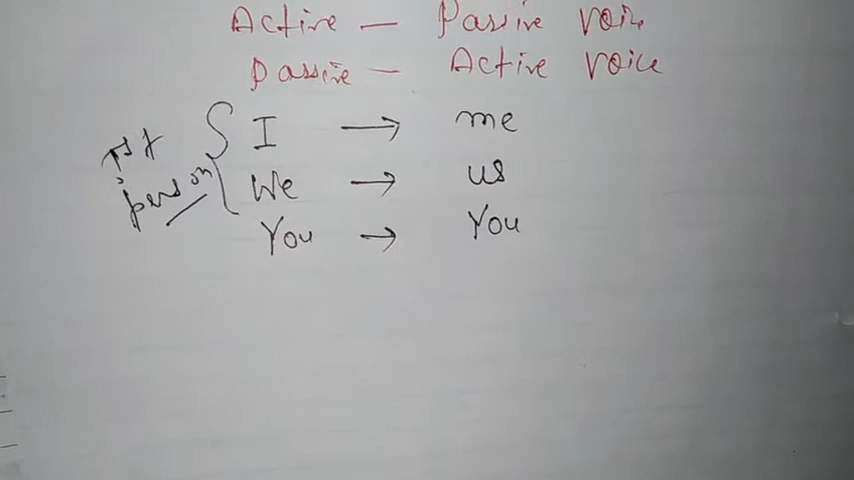 Active — Passive voice
Passive — Active voice
1st person { I → me
We → us
You → You